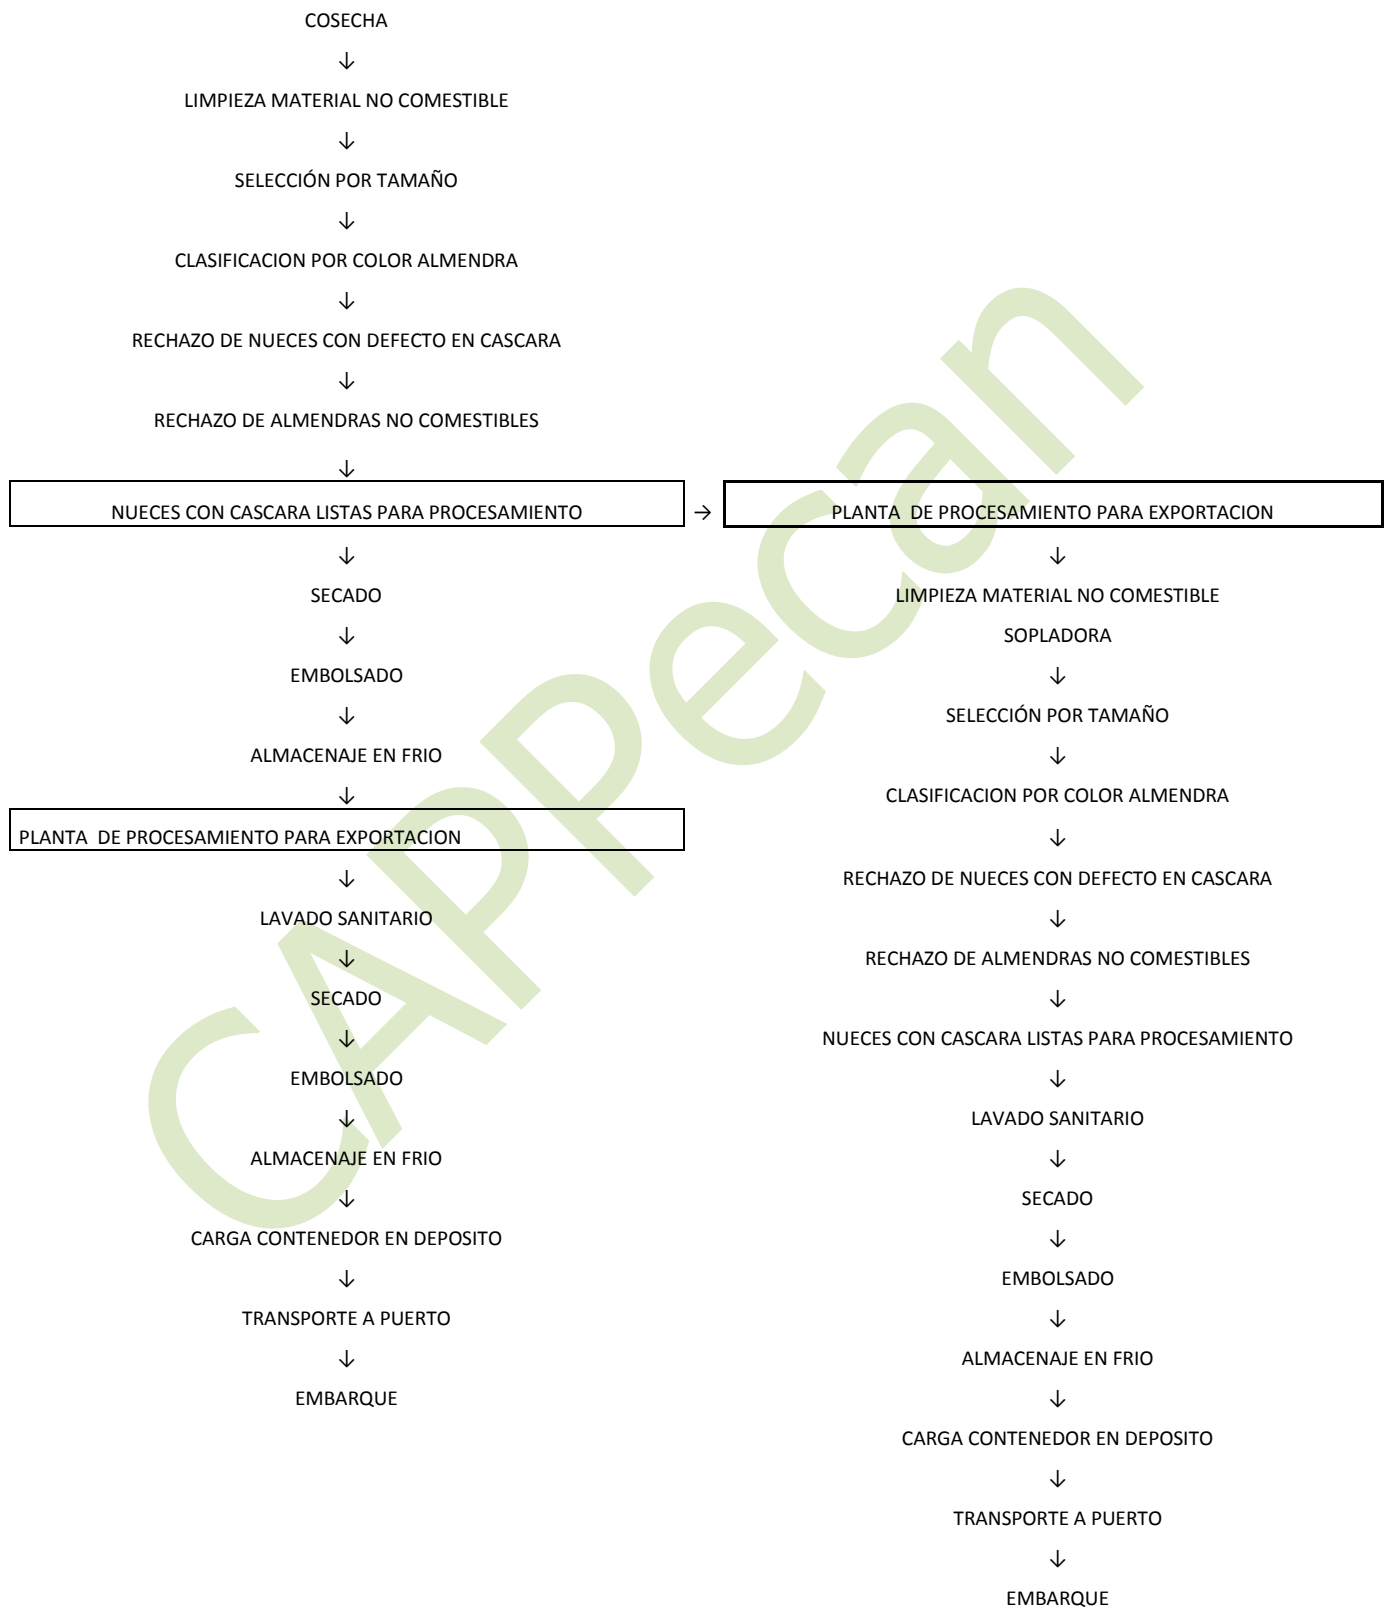 COSECHA
↓
LIMPIEZA MATERIAL NO COMESTIBLE
↓
SELECCIÓN POR TAMAÑO
↓
CLASIFICACION POR COLOR ALMENDRA
↓
RECHAZO DE NUECES CON DEFECTO EN CASCARA
↓
RECHAZO DE ALMENDRAS NO COMESTIBLES
↓
NUECES CON CASCARA LISTAS PARA PROCESAMIENTO
↓
SECADO
↓
EMBOLSADO
↓
ALMACENAJE EN FRIO
↓
PLANTA DE PROCESAMIENTO PARA EXPORTACION
↓
LAVADO SANITARIO
↓
SECADO
↓
EMBOLSADO
↓
ALMACENAJE EN FRIO
↓
CARGA CONTENEDOR EN DEPOSITO
↓
TRANSPORTE A PUERTO
↓
EMBARQUE
→
PLANTA DE PROCESAMIENTO PARA EXPORTACION
↓
LIMPIEZA MATERIAL NO COMESTIBLE
SOPLADORA
↓
SELECCIÓN POR TAMAÑO
↓
CLASIFICACION POR COLOR ALMENDRA
↓
RECHAZO DE NUECES CON DEFECTO EN CASCARA
↓
RECHAZO DE ALMENDRAS NO COMESTIBLES
↓
NUECES CON CASCARA LISTAS PARA PROCESAMIENTO
↓
LAVADO SANITARIO
↓
SECADO
↓
EMBOLSADO
↓
ALMACENAJE EN FRIO
↓
CARGA CONTENEDOR EN DEPOSITO
↓
TRANSPORTE A PUERTO
↓
EMBARQUE
CAPPecan